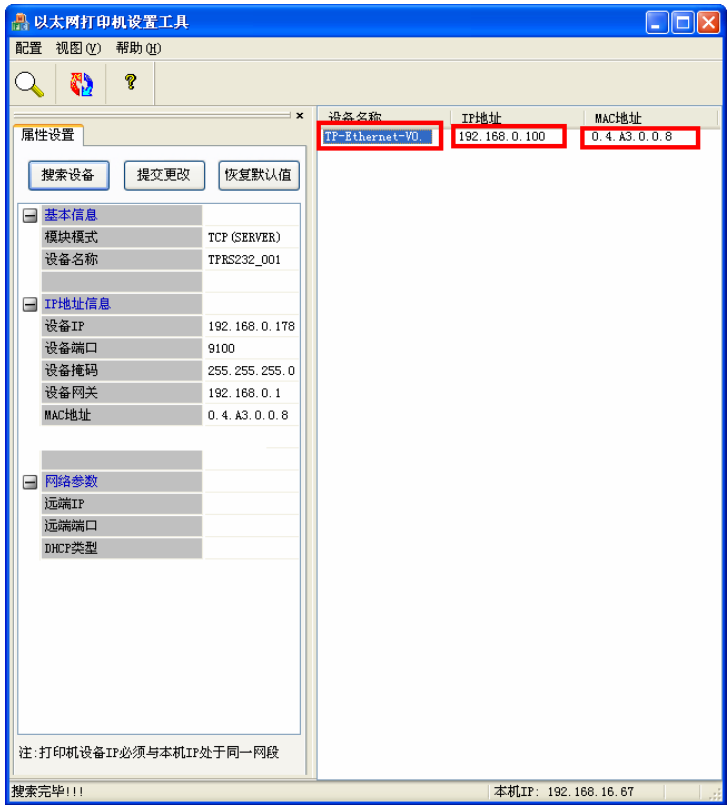 以太网打印机设置工具
配置 视图(V) 帮助(H)
属性设置
搜索设备 提交更改 恢复默认值
基本信息
模块模式 TCP(SERVER)
设备名称 TPRS232_001
IP地址信息
设备IP 192.168.0.178
设备端口 9100
设备掩码 255.255.255.0
设备网关 192.168.0.1
MAC地址 0.4.A3.0.0.8
网络参数
远端IP
远端端口
DHCP类型
注:打印机设备IP必须与本机IP处于同一网段
设备名称 IP地址 MAC地址
TP-Ethernet-V0. 192.168.0.100 0.4.A3.0.0.8
搜索完毕!!! 本机IP: 192.168.16.67